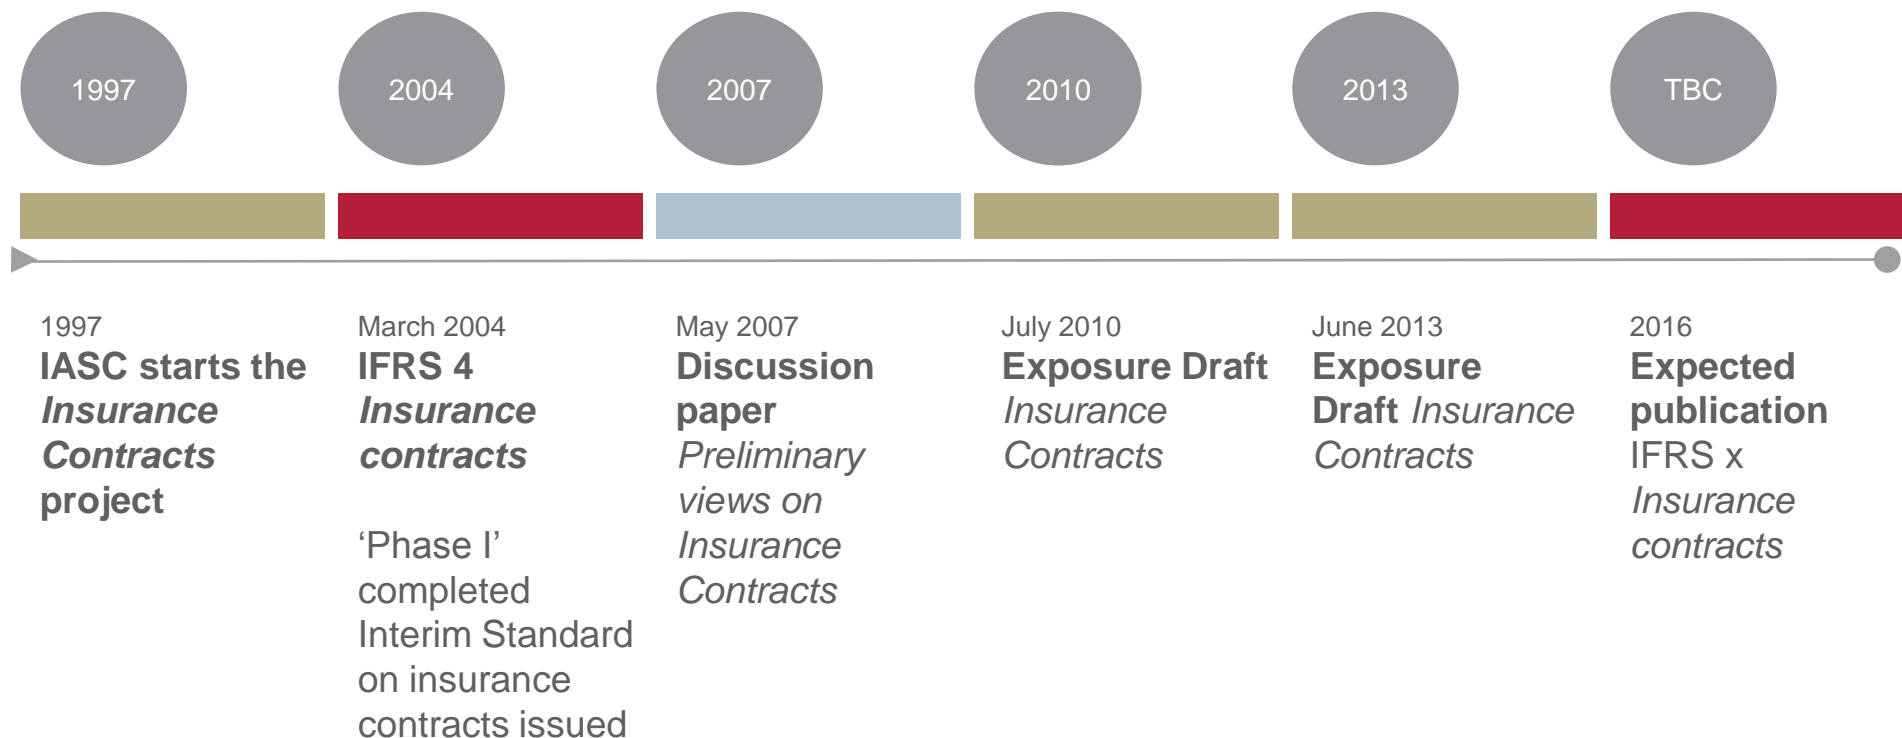 1997
2004
2007
2010
2013
TBC
1997
IASC starts the
Insurance
Contracts
project
March 2004
IFRS 4
Insurance
contracts
‘Phase I’
completed
Interim Standard
on insurance
contracts issued
May 2007
Discussion
paper
Preliminary
views on
Insurance
Contracts
July 2010
Exposure Draft
Insurance
Contracts
June 2013
Exposure
Draft Insurance
Contracts
2016
Expected
publication
IFRS x
Insurance
contracts